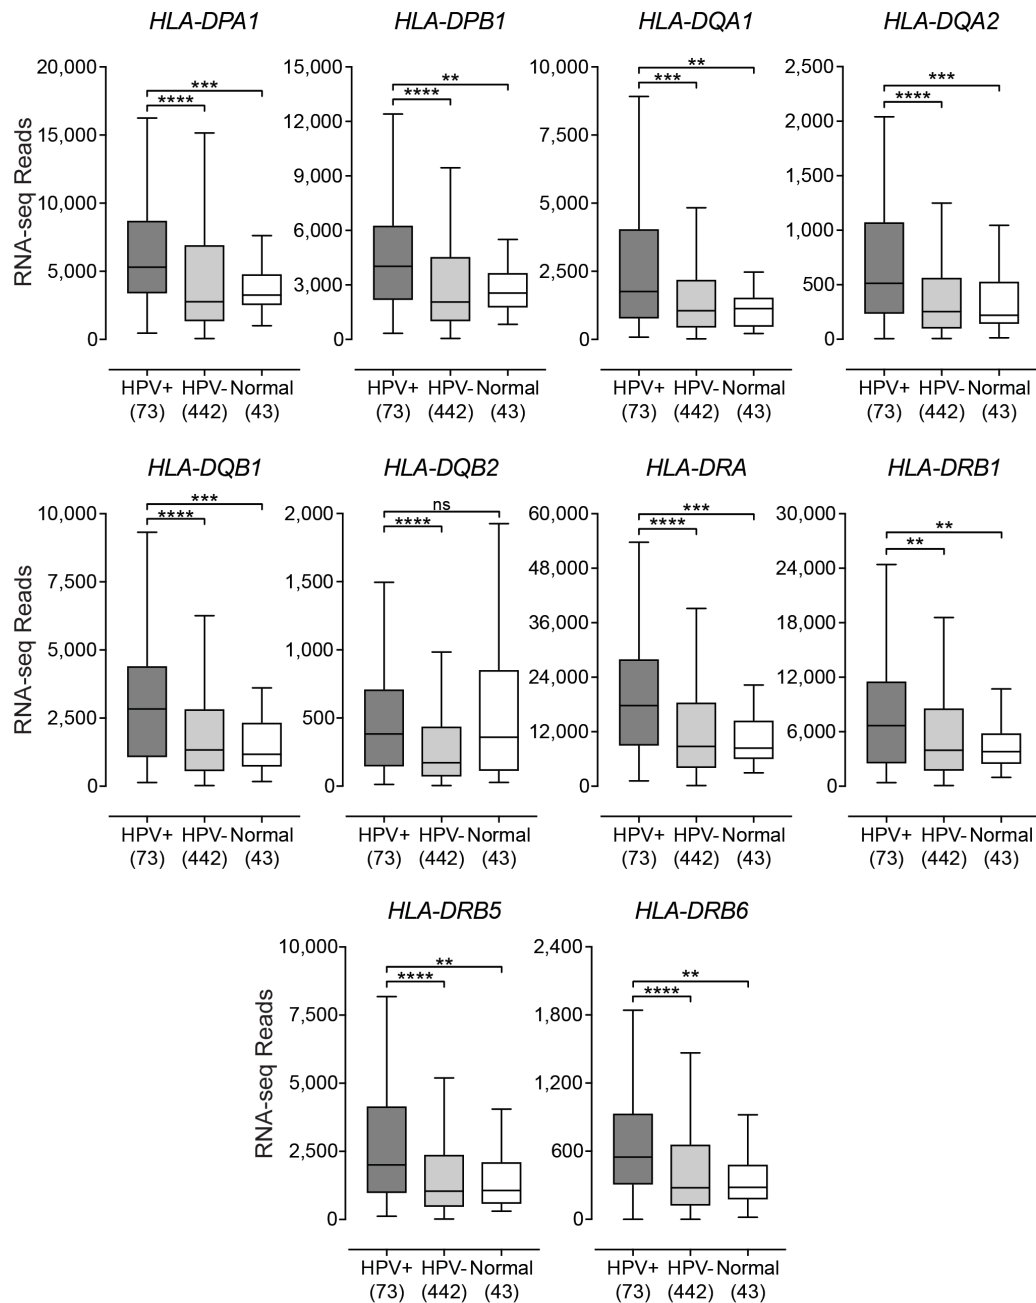 HLA-DPA1 HLA-DPB1 HLA-DQA1 HLA-DQA2
RNA-seq Reads
20,000
15,000
10,000
5,000
0
***
****
HPV+ HPV- Normal
(73) (442) (43)
15,000
12,000
9,000
6,000
3,000
0
**
****
HPV+ HPV- Normal
(73) (442) (43)
10,000
7,500
5,000
2,500
0
**
***
HPV+ HPV- Normal
(73) (442) (43)
2,500
2,000
1,500
1,000
500
0
***
****
HPV+ HPV- Normal
(73) (442) (43)
HLA-DQB1 HLA-DQB2 HLA-DRA HLA-DRB1
RNA-seq Reads
10,000
7,500
5,000
2,500
0
***
****
HPV+ HPV- Normal
(73) (442) (43)
2,000
1,500
1,000
500
0
ns
****
HPV+ HPV- Normal
(73) (442) (43)
60,000
48,000
36,000
24,000
12,000
0
***
****
HPV+ HPV- Normal
(73) (442) (43)
30,000
24,000
18,000
12,000
6,000
0
**
**
HPV+ HPV- Normal
(73) (442) (43)
HLA-DRB5 HLA-DRB6
RNA-seq Reads
10,000
7,500
5,000
2,500
0
**
****
HPV+ HPV- Normal
(73) (442) (43)
2,400
1,800
1,200
600
0
**
****
HPV+ HPV- Normal
(73) (442) (43)